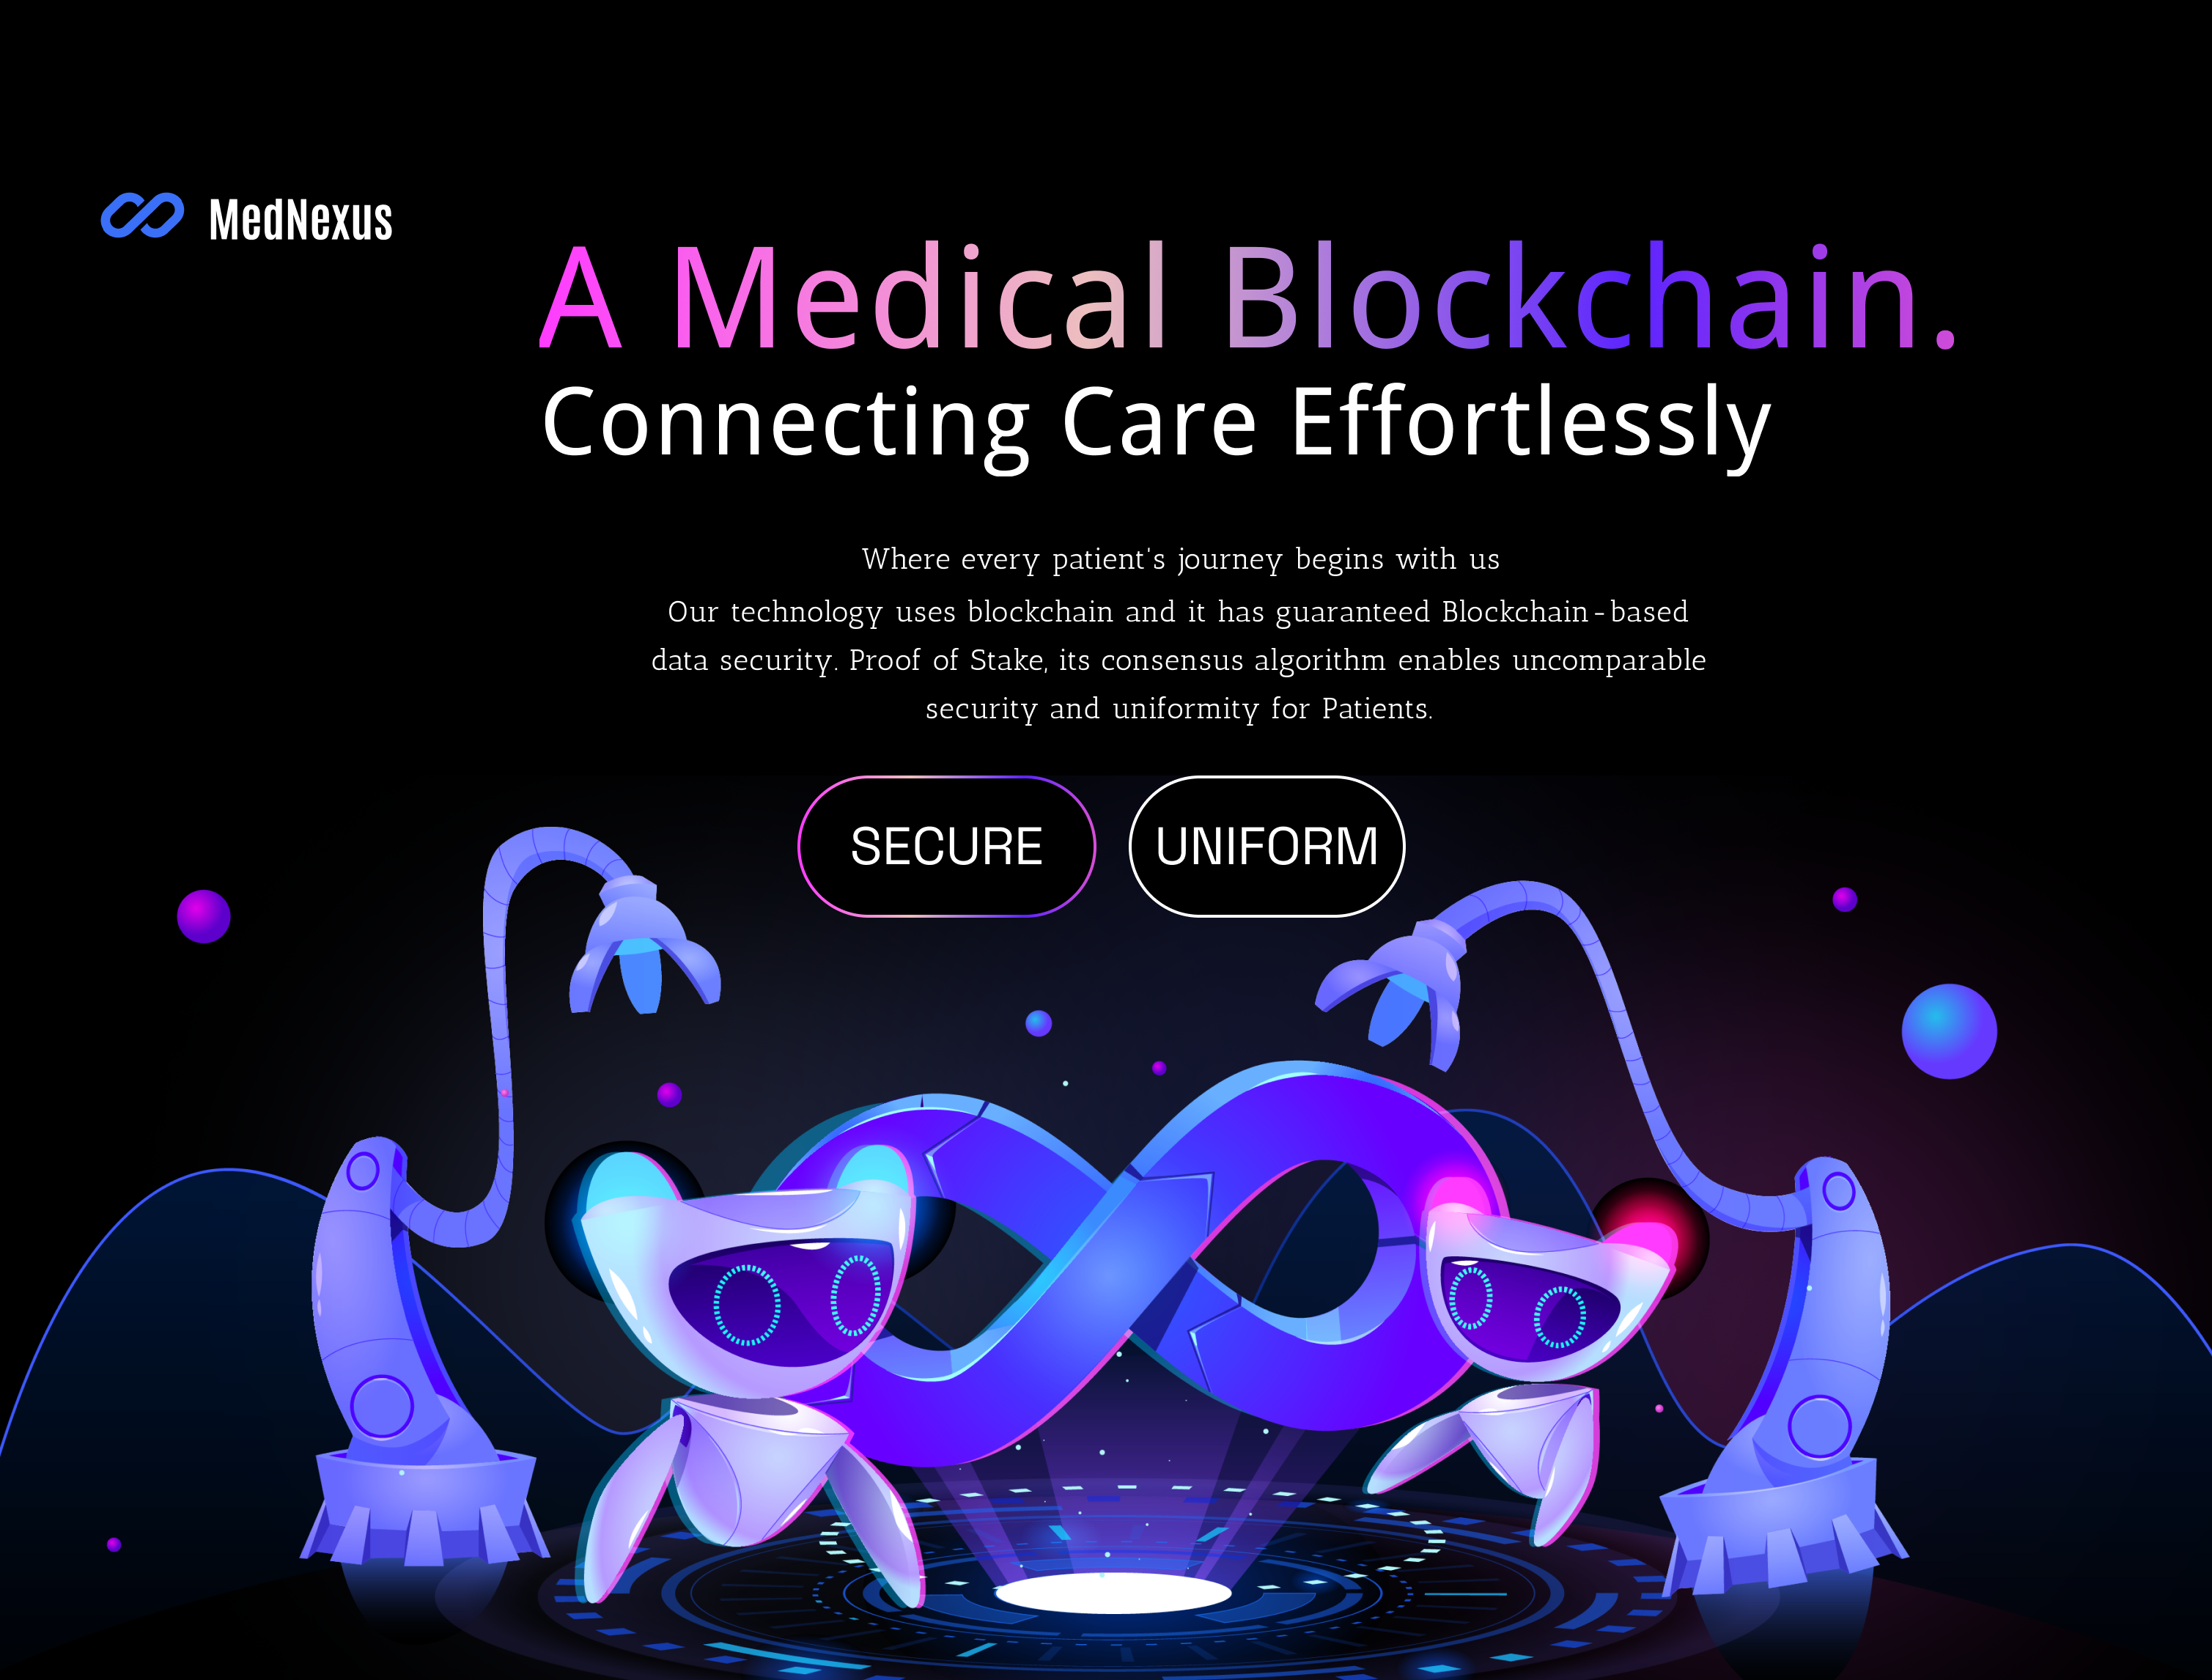 MedNexus
A Medical Blockchain.
Connecting Care Effortlessly
Where every patient's journey begins with us
Our technology uses blockchain and it has guaranteed Blockchain-based
data security. Proof of Stake, its consensus algorithm enables uncomparable
security and uniformity for Patients.
SECURE
UNIFORM